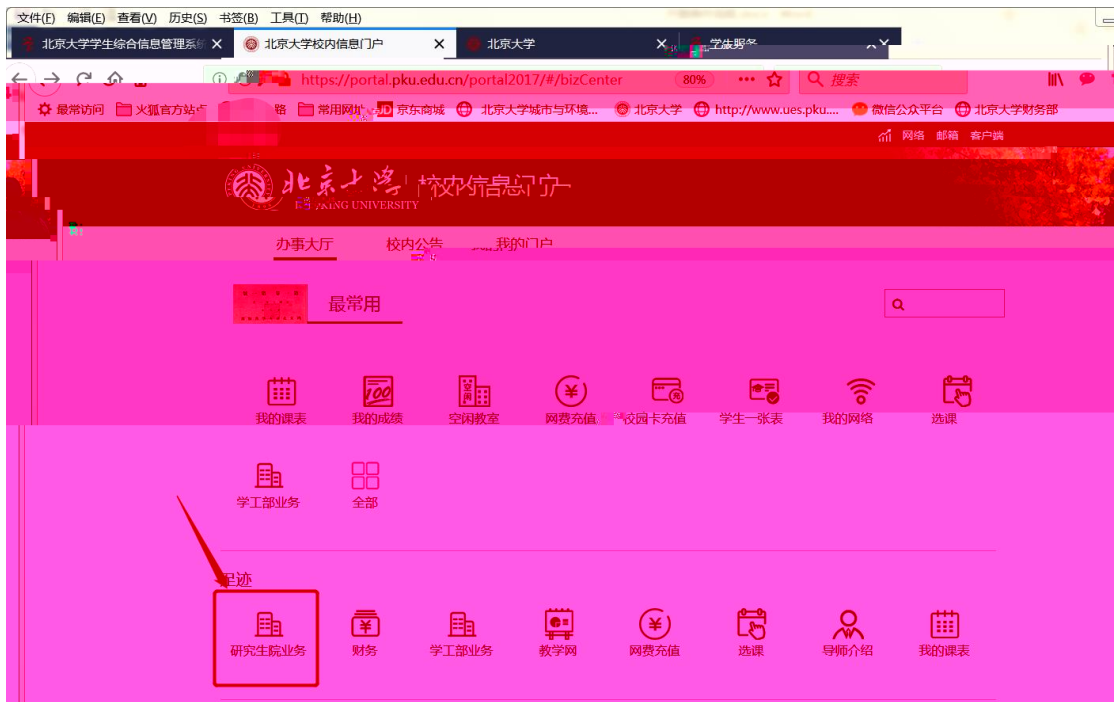 文件(F) 编辑(E) 查看(V) 历史(S) 书签(B) 工具(T) 帮助(H)
北京大学学生综合信息管理系统 北京大学校内信息门户 北京大学
https://portal.pku.edu.cn/portal2017/#/bizCenter 80% 搜索
最常访问 火狐官方站点 常用网址 京东商城 北京大学城市与环境... 北京大学 http://www.ues.pku.... 微信公众平台 北京大学财务部
网络 邮箱 客户端
北京大学 校内信息门户
UNIVERSITY
办事大厅 校内公告 我的门户
最常用
我的课表 我的成绩 空闲教室 网费充值 校园卡充值 学生一张表 我的网络 选课
学工部业务 全部
足迹
研究生院业务 财务 学工部业务 教学网 网费充值 选课 导师介绍 我的课表